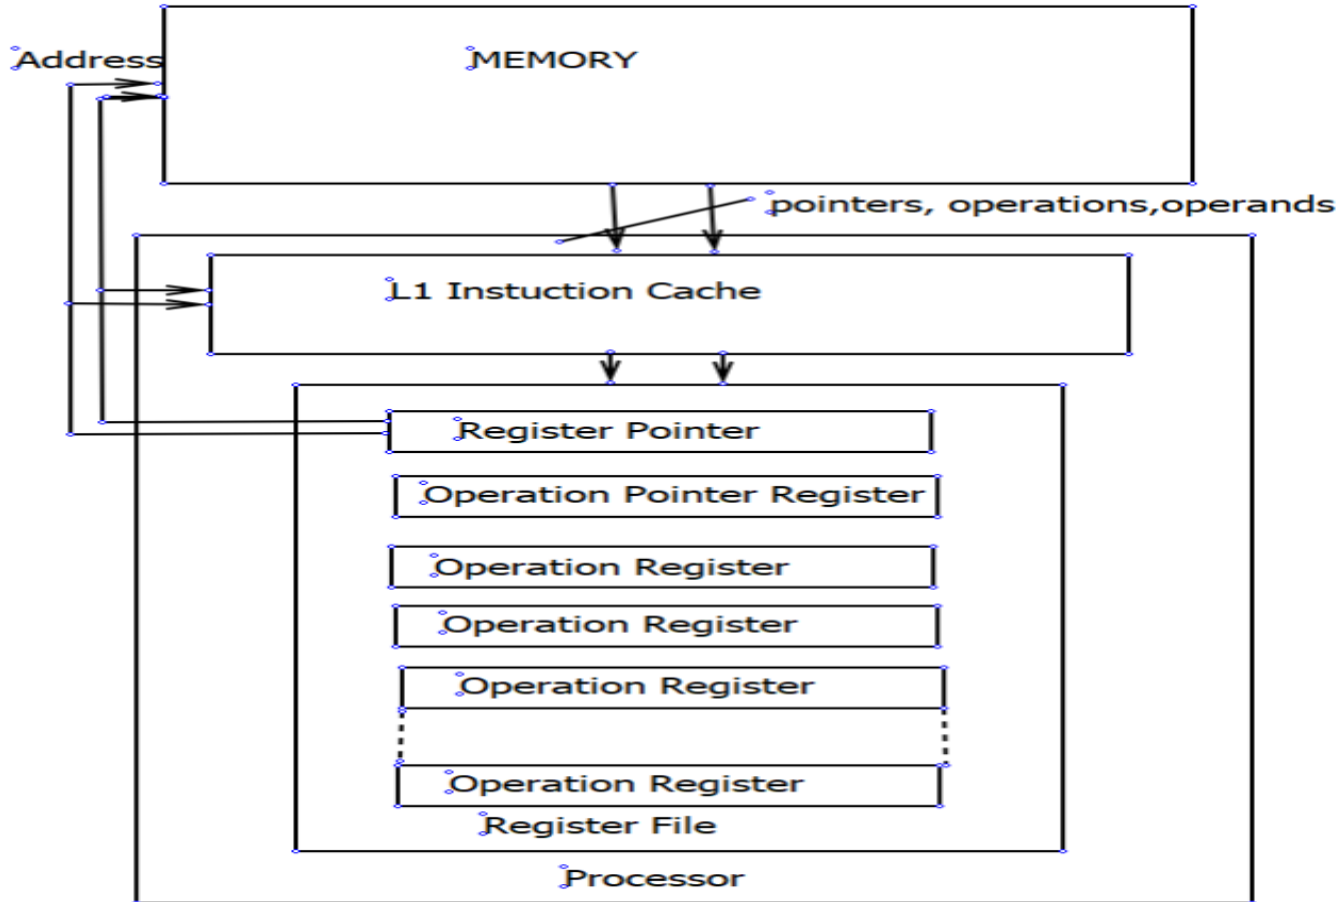 Address
MEMORY
pointers, operations,operands
L1 Instuction Cache
Register Pointer
Operation Pointer Register
Operation Register
Operation Register
Operation Register
Operation Register
Register File
Processor